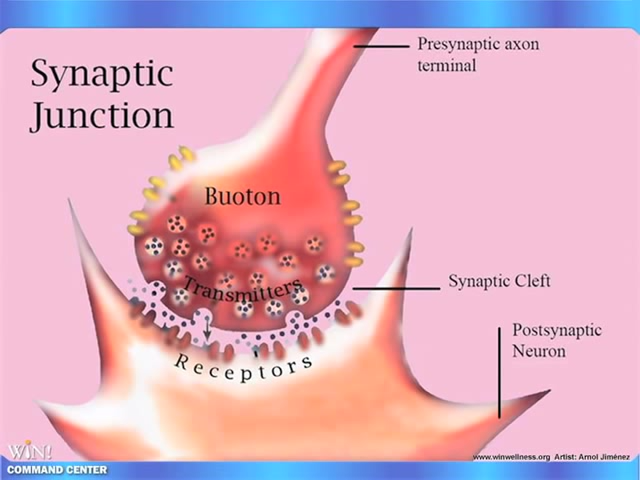 Synaptic
Junction
Presynaptic axon
terminal
Buoton
Transmitters
Synaptic Cleft
Postsynaptic
Neuron
Receptors
WIN!
COMMAND CENTER
www.winwellness.org Artist: Arnol Jiménez